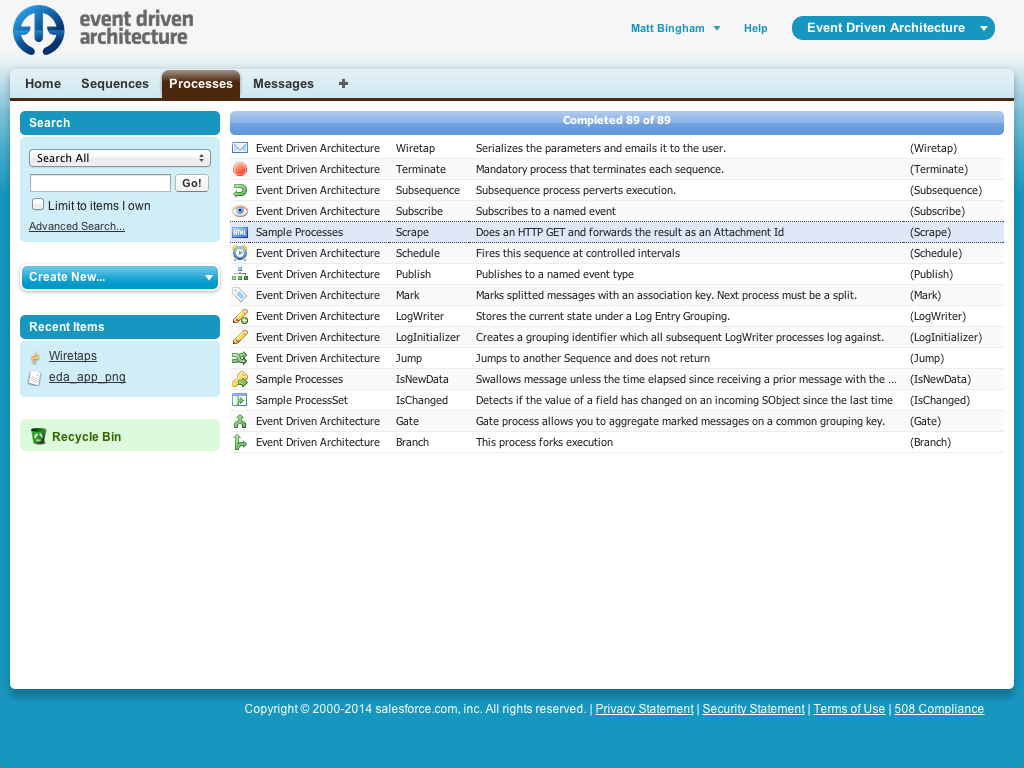 event driven
architecture
Matt Bingham
Help
Event Driven Architecture
Home Sequences Processes Messages +
Search
Search All
Go!
Limit to items I own
Advanced Search...
Create New...
Recent Items
Wiretaps
eda_app_png
Recycle Bin
Completed 89 of 89
Event Driven Architecture Wiretap Serializes the parameters and emails it to the user. (Wiretap)
Event Driven Architecture Terminate Mandatory process that terminates each sequence. (Terminate)
Event Driven Architecture Subsequence Subsequence process perverts execution. (Subsequence)
Event Driven Architecture Subscribe Subscribes to a named event (Subscribe)
HTML Sample Processes Scrape Does an HTTP GET and forwards the result as an Attachment Id (Scrape)
Event Driven Architecture Schedule Fires this sequence at controlled intervals (Schedule)
Event Driven Architecture Publish Publishes to a named event type (Publish)
Event Driven Architecture Mark Marks splitted messages with an association key. Next process must be a split. (Mark)
Event Driven Architecture LogWriter Stores the current state under a Log Entry Grouping. (LogWriter)
Event Driven Architecture LogInitializer Creates a grouping identifier which all subsequent LogWriter processes log against. (LogInitializer)
Event Driven Architecture Jump Jumps to another Sequence and does not return (Jump)
Sample Processes IsNewData Swallows message unless the time elapsed since receiving a prior message with the ... (IsNewData)
Sample ProcessSet IsChanged Detects if the value of a field has changed on an incoming SObject since the last time (IsChanged)
Event Driven Architecture Gate Gate process allows you to aggregate marked messages on a common grouping key. (Gate)
Event Driven Architecture Branch This process forks execution (Branch)
Copyright © 2000-2014 salesforce.com, inc. All rights reserved. | Privacy Statement | Security Statement | Terms of Use | 508 Compliance